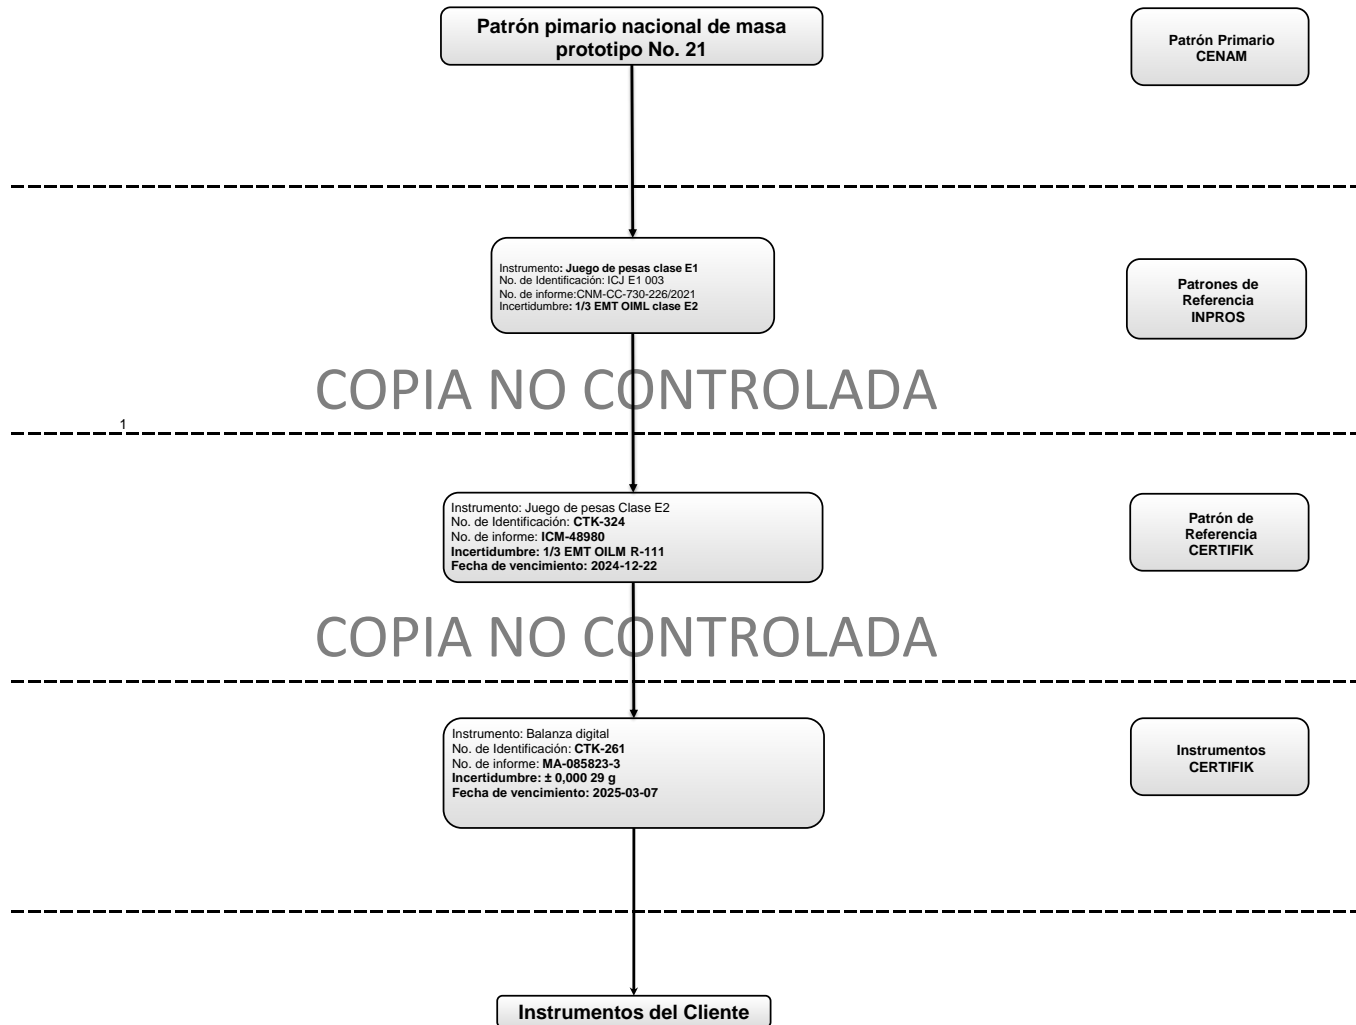 Patrón pimario nacional de masa
prototipo No. 21
Patrón Primario
CENAM
Instrumento: Juego de pesas clase E1
No. de Identificación: ICJ E1 003
No. de informe:CNM-CC-730-226/2021
Incertidumbre: 1/3 EMT OIML clase E2
Patrones de
Referencia
INPROS
COPIA NO CONTROLADA
1
Instrumento: Juego de pesas Clase E2
No. de Identificación: CTK-324
No. de informe: ICM-48980
Incertidumbre: 1/3 EMT OILM R-111
Fecha de vencimiento: 2024-12-22
Patrón de
Referencia
CERTIFIK
COPIA NO CONTROLADA
Instrumento: Balanza digital
No. de Identificación: CTK-261
No. de informe: MA-085823-3
Incertidumbre: ± 0,000 29 g
Fecha de vencimiento: 2025-03-07
Instrumentos
CERTIFIK
Instrumentos del Cliente